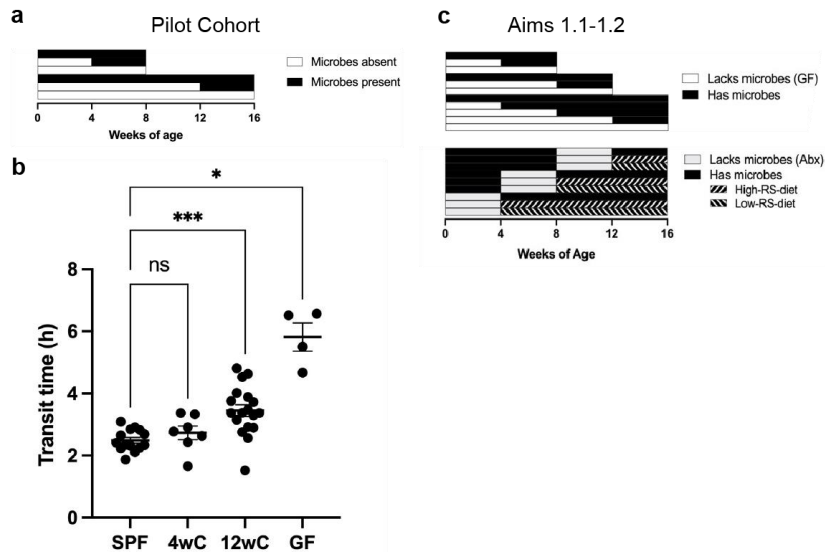 a
Pilot Cohort
Microbes absent
Microbes present
0 4 8 12 16
Weeks of age
b
*
***
ns
8
6
4
2
0
Transit time (h)
SPF 4wC 12wC GF
c
Aims 1.1-1.2
Lacks microbes (GF)
Has microbes
Lacks microbes (Abx)
Has microbes
High-RS-diet
Low-RS-diet
0 4 8 12 16
Weeks of Age